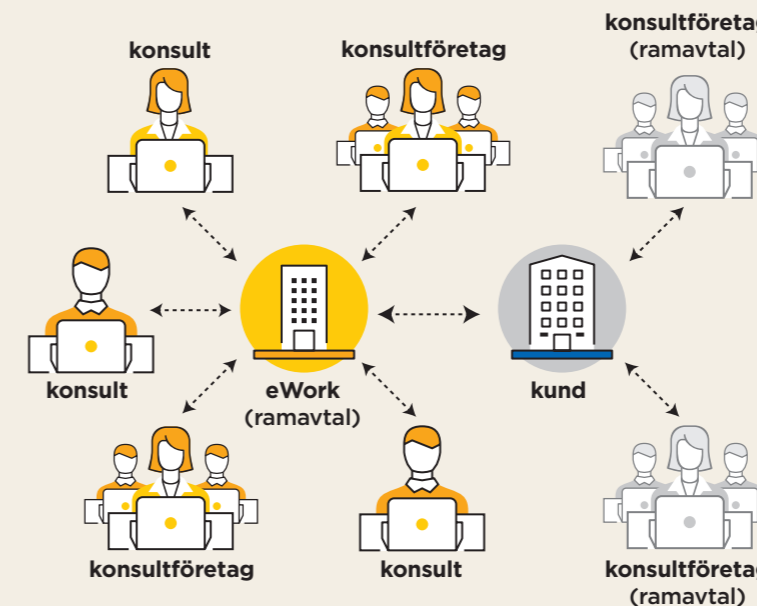 konsultföretag
(ramavtal)
konsult
konsultföretag
konsult
eWork
(ramavtal)
kund
konsultföretag
konsult
konsultföretag
(ramavtal)